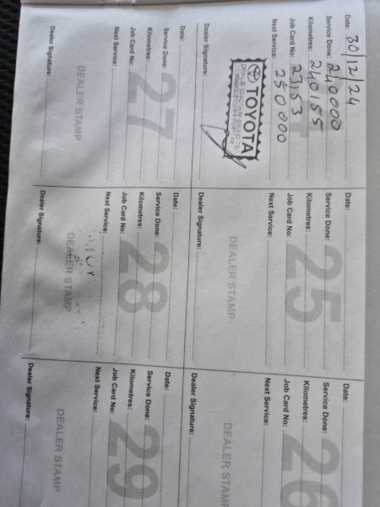 Date: 30/12/24
Service Done: 240000
Kilometres: 240155
Job Card No: 23153
Next Service: 250000
TOYOTA
Dealer Signature:
25
Date:
Service Done:
Kilometres:
Job Card No:
Next Service:
DEALER STAMP
Dealer Signature:
26
Date:
Service Done:
Kilometres:
Job Card No:
Next Service:
DEALER STAMP
Dealer Signature:
27
Date:
Service Done:
Kilometres:
Job Card No:
Next Service:
DEALER STAMP
Dealer Signature:
28
Date:
Service Done:
Kilometres:
Job Card No:
Next Service:
DEALER STAMP
Dealer Signature:
29
Date:
Service Done:
Kilometres:
Job Card No:
Next Service:
DEALER STAMP
Dealer Signature: